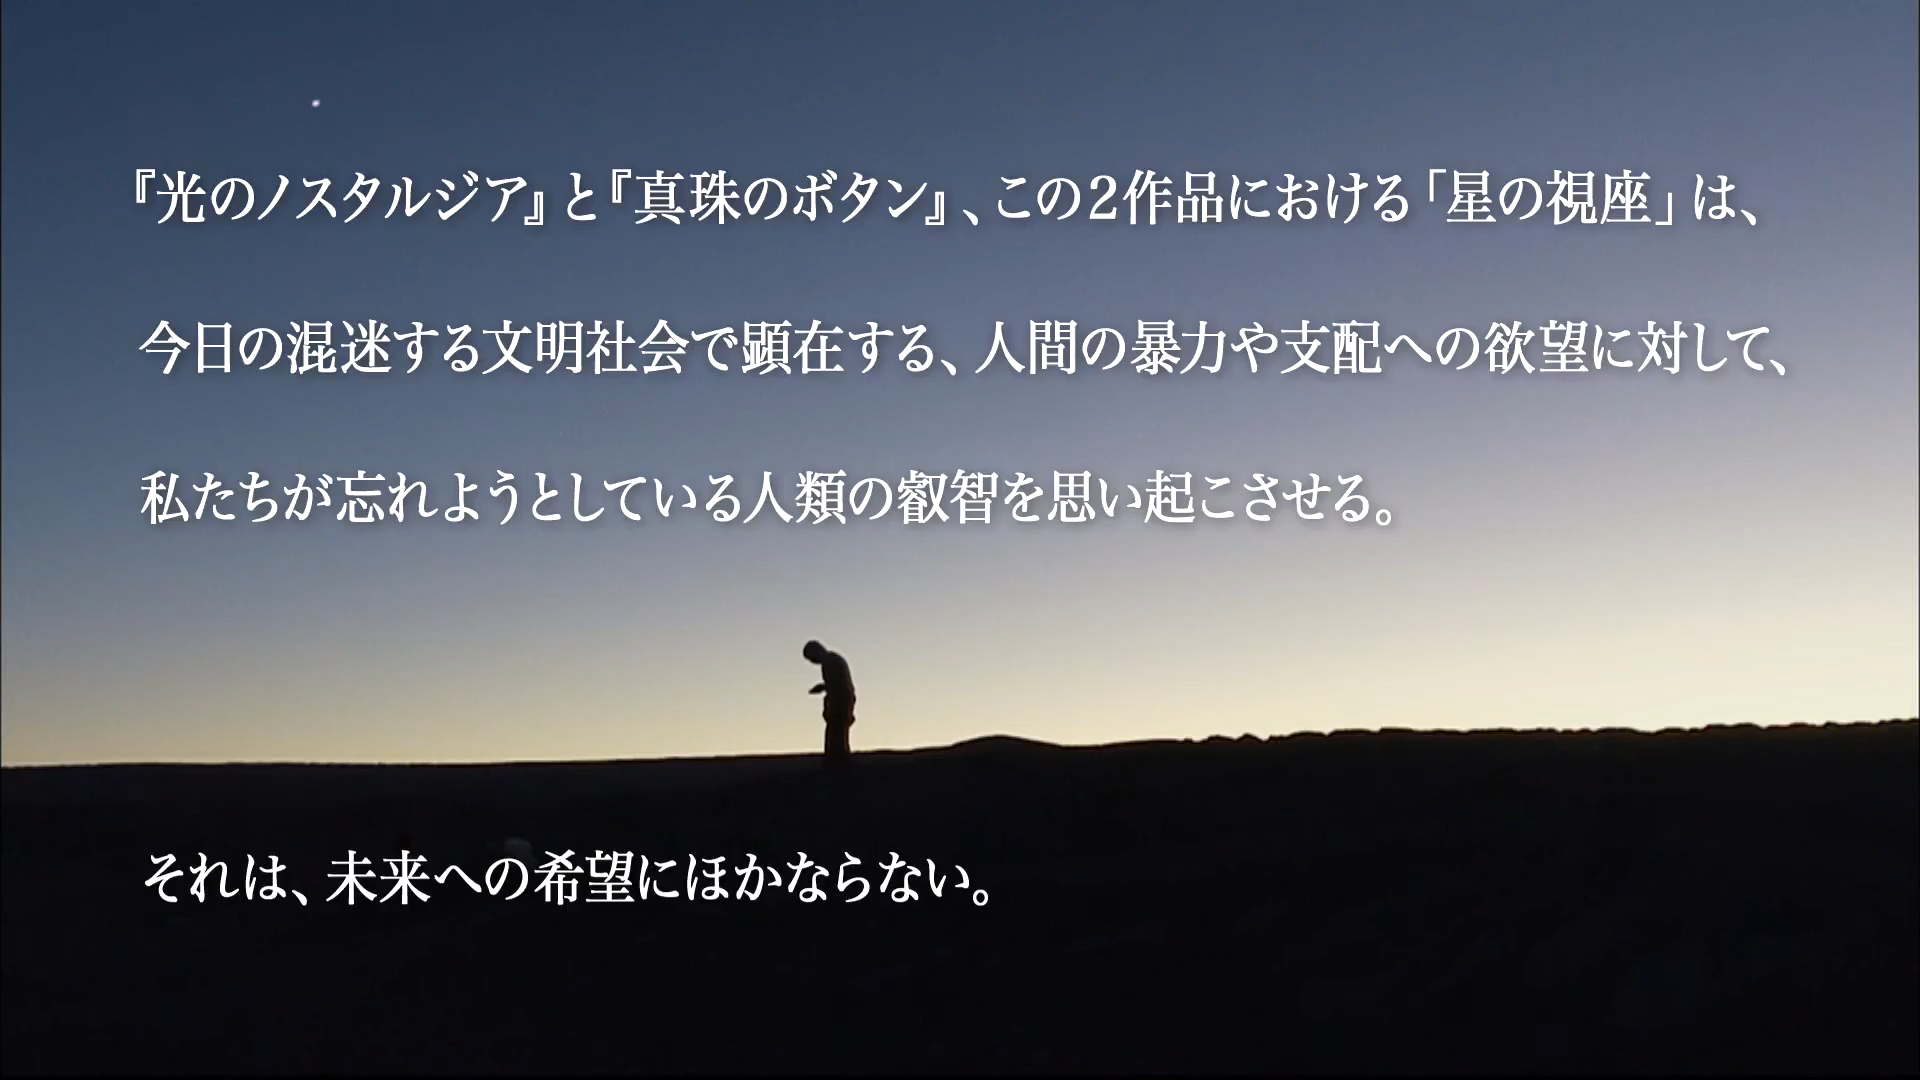 『光のノスタルジア』と『真珠のボタン』、この２作品における「星の視座」は、
今日の混迷する文明社会で顕在する、人間の暴力や支配への欲望に対して、
私たちが忘れようとしている人類の叡智を思い起こさせる。
それは、未来への希望にほかならない。